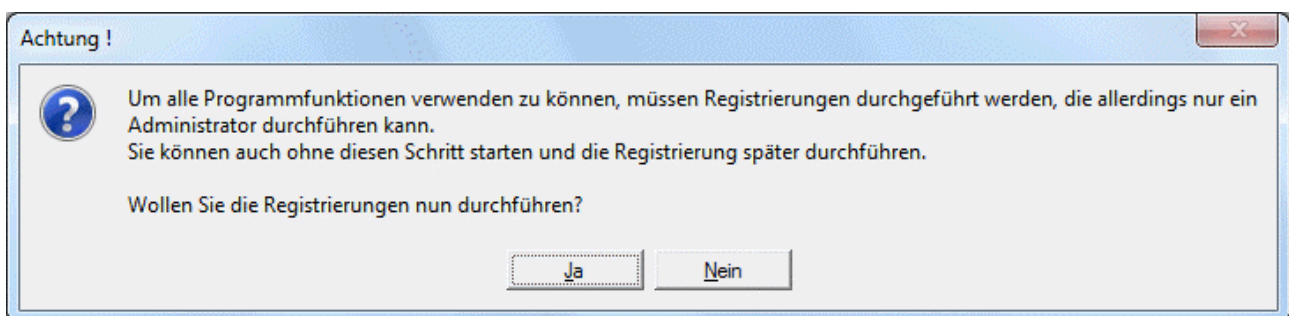 Achtung !
Um alle Programmfunktionen verwenden zu können, müssen Registrierungen durchgeführt werden, die allerdings nur ein
Administrator durchführen kann.
Sie können auch ohne diesen Schritt starten und die Registrierung später durchführen.
Wollen Sie die Registrierungen nun durchführen?
Ja
Nein